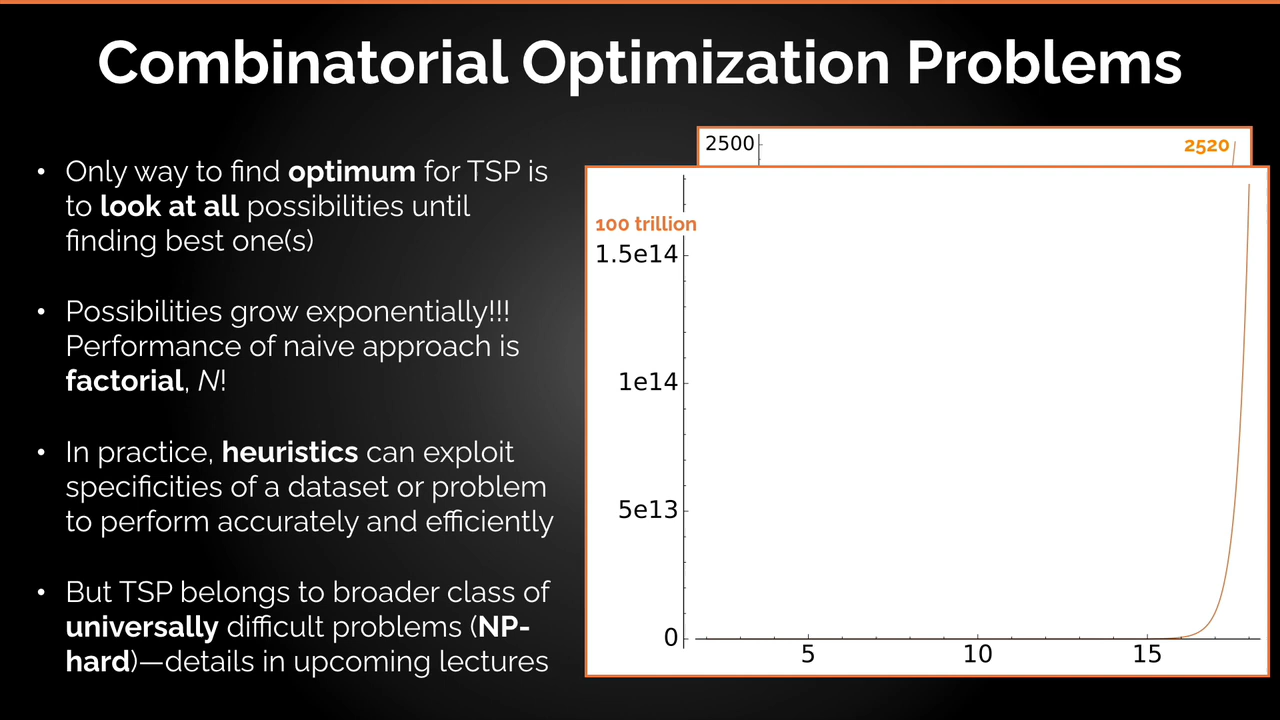 Combinatorial Optimization Problems
• Only way to find optimum for TSP is
to look at all possibilities until
finding best one(s)
• Possibilities grow exponentially!!!
Performance of naive approach is
factorial, N!
• In practice, heuristics can exploit
specificities of a dataset or problem
to perform accurately and efficiently
• But TSP belongs to broader class of
universally difficult problems (NP-
hard)—details in upcoming lectures
2500
2520
100 trillion
1.5e14
1e14
5e13
0
5 10 15